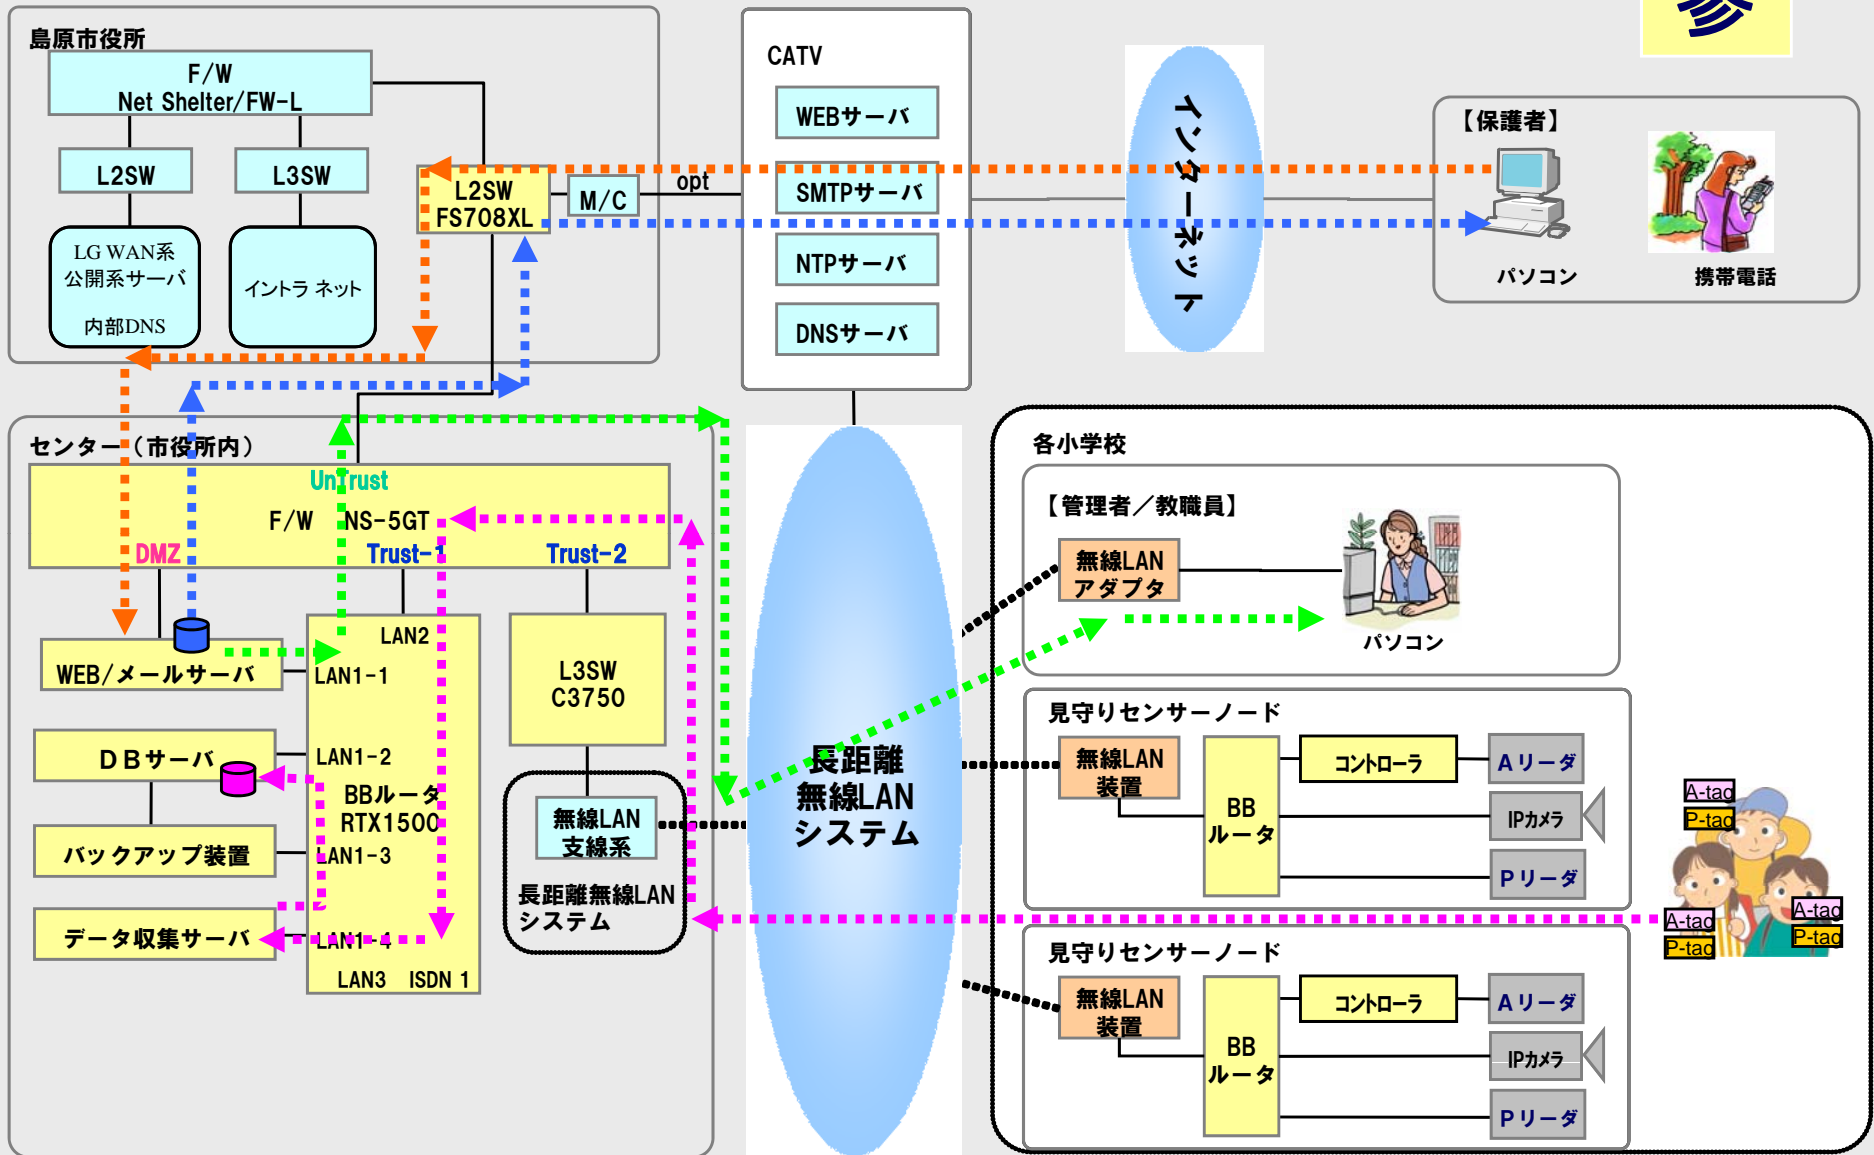 参
島原市役所
F/W
Net Shelter/FW-L
L2SW
L3SW
L2SW
FS708XL
M/C
opt
LG WAN系
公開系サーバ
内部DNS
イントラ ネット
CATV
WEBサーバ
SMTPサーバ
NTPサーバ
DNSサーバ
インターネット
【保護者】
パソコン
携帯電話
センター（市役所内）
UnTrust
F/W NS-5GT
DMZ
Trust-1
Trust-2
LAN2
WEB/メールサーバ
LAN1-1
L3SW
C3750
DBサーバ
LAN1-2
BBルータ
RTX1500
バックアップ装置
LAN1-3
無線LAN
支線系
長距離無線LAN
システム
データ収集サーバ
LAN1-4
LAN3 ISDN 1
長距離
無線LAN
システム
各小学校
【管理者／教職員】
無線LAN
アダプタ
パソコン
見守りセンサーノード
無線LAN
装置
BB
ルータ
コントローラ
Aリーダ
IPカメラ
Pリーダ
A-tag
P-tag
A-tag
P-tag
A-tag
P-tag
見守りセンサーノード
無線LAN
装置
BB
ルータ
コントローラ
Aリーダ
IPカメラ
Pリーダ